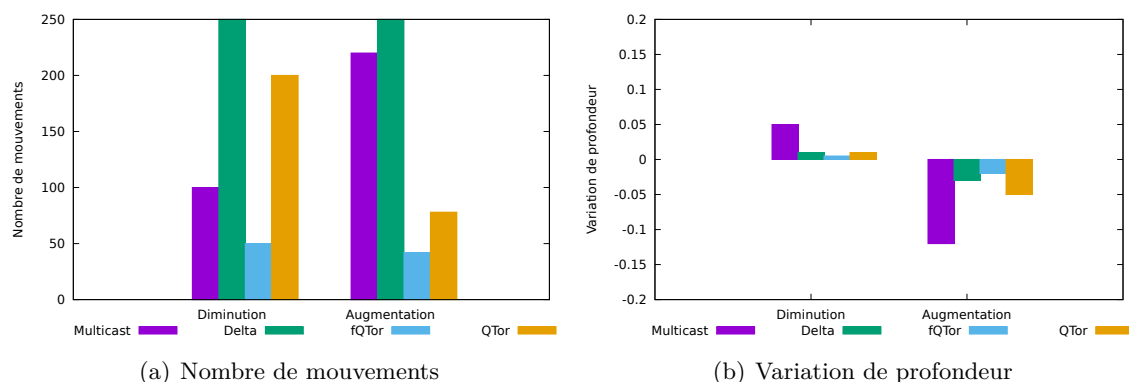 Nombre de mouvements
250
200
150
100
50
0
Diminution Augmentation
Multicast Delta fQTor QTor
(a) Nombre de mouvements
Variation de profondeur
0.2
0.15
0.1
0.05
0
-0.05
-0.1
-0.15
-0.2
Diminution Augmentation
Multicast Delta fQTor QTor
(b) Variation de profondeur